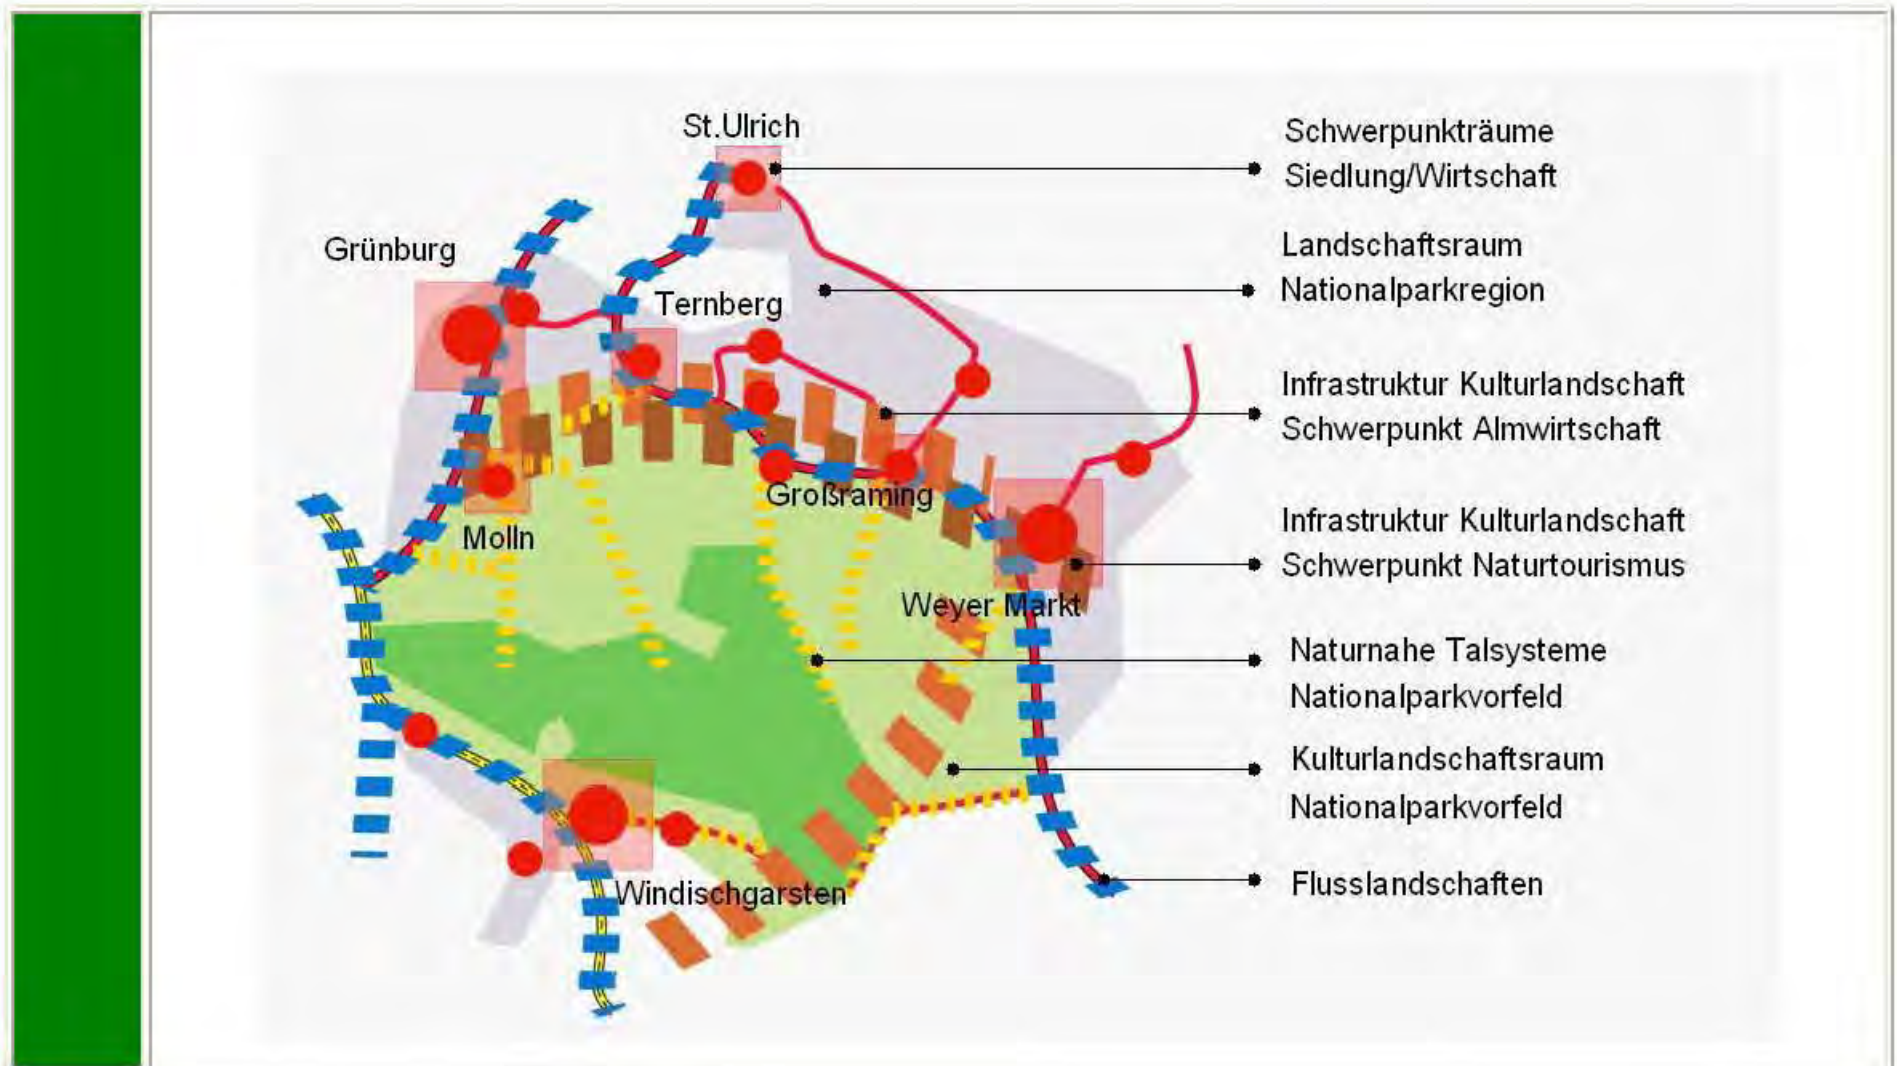 St.Ulrich
Grünburg
Ternberg
Großraming
Molln
Weyer Markt
Windischgarsten
Schwerpunkträume
Siedlung/Wirtschaft
Landschaftsraum
Nationalparkregion
Infrastruktur Kulturlandschaft
Schwerpunkt Almwirtschaft
Infrastruktur Kulturlandschaft
Schwerpunkt Naturtourismus
Naturnahe Talsysteme
Nationalparkvorfeld
Kulturlandschaftsraum
Nationalparkvorfeld
Flusslandschaften